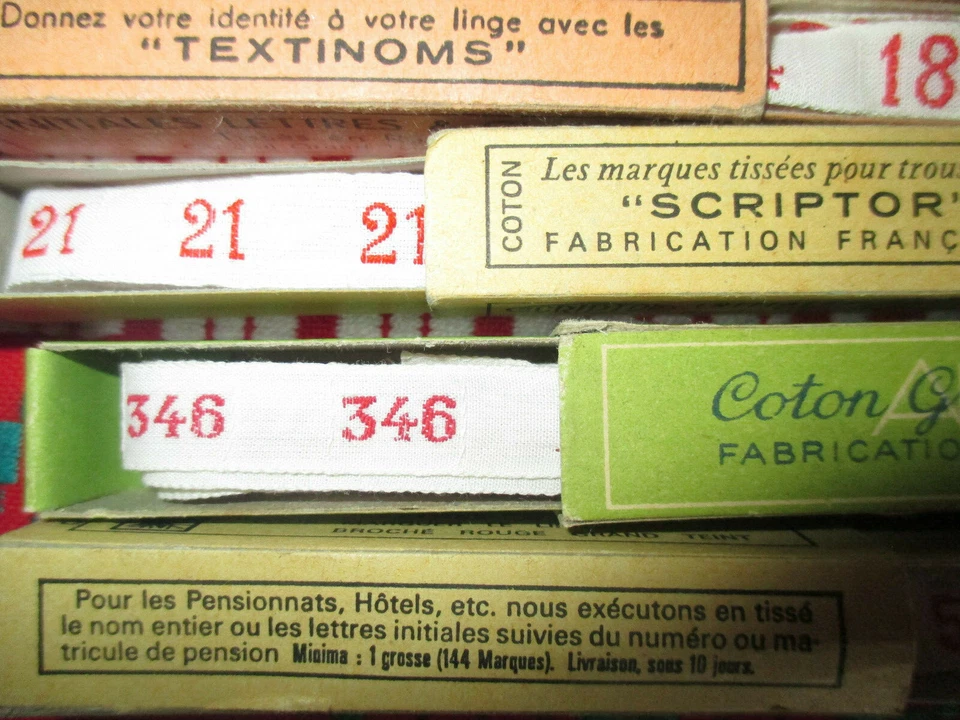 Donnez votre identité à votre linge avec les
"TEXTINOMS"
18
INITIALES LETTRES
21 21 21
COTON
Les marques tissées pour trous
"SCRIPTOR"
FABRICATION FRANÇ
346 346
Coton G
FABRICATIO
BROCHÉ ROUGE GRAND TEINT
Pour les Pensionnats, Hôtels, etc. nous exécutons en tissé
le nom entier ou les lettres initiales suivies du numéro ou ma-
tricule de pension Minima : 1 grosse (144 Marques). Livraison, sous 10 jours.